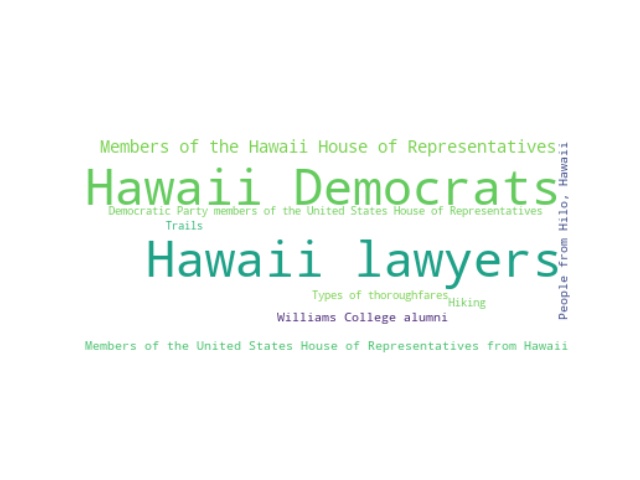 Members of the Hawaii House of Representatives
Hawaii Democrats
Democratic Party members of the United States House of Representatives
Trails
Hawaii lawyers
Types of thoroughfares
Hiking
Williams College alumni
Members of the United States House of Representatives from Hawaii
People from Hilo, Hawaii